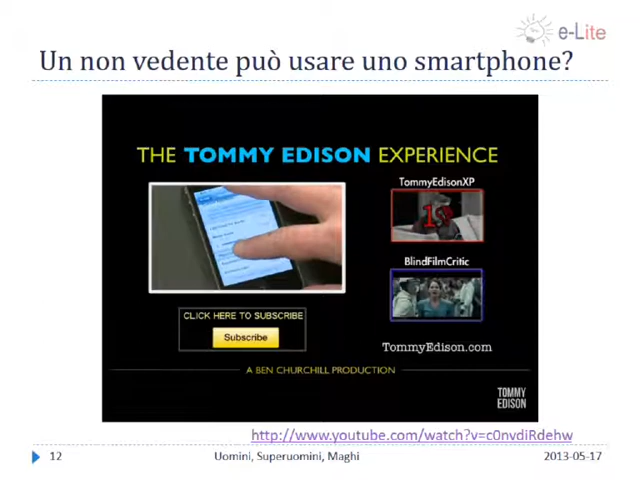 e-Lite
Un non vedente può usare uno smartphone?
THE TOMMY EDISON EXPERIENCE
TommyEdisonXP
13
BlindFilmCritic
CLICK HERE TO SUBSCRIBE
Subscribe
TommyEdison.com
A BEN CHURCHILL PRODUCTION
TOMMY
EDISON
http://www.youtube.com/watch?v=c0nvdiRdehw
12
Uomini, Superuomini, Maghi
2013-05-17